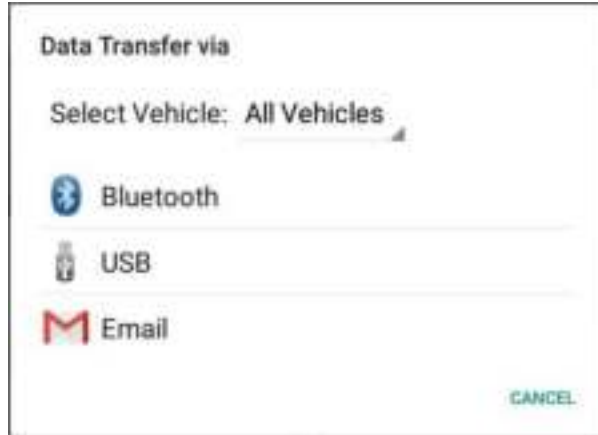 Data Transfer via
Select Vehicle: All Vehicles
Bluetooth
USB
Email
CANCEL